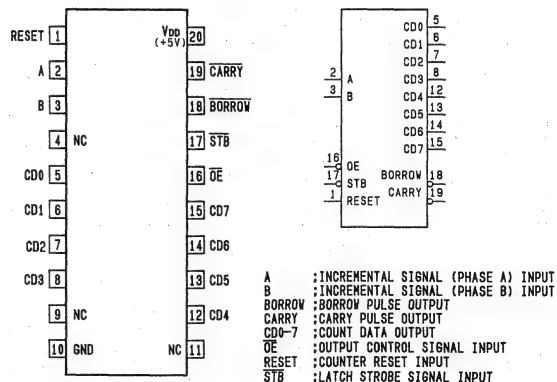 RESET 1
VDD (+5V) 20
A 2
19 CARRY
B 3
18 BORROW
4 NC
17 STB
CD0 5
16 OE
CD1 6
15 CD7
CD2 7
14 CD6
CD3 8
13 CD5
9 NC
12 CD4
10 GND
NC 11
CD0 5
CD1 6
CD2 7
2 A
CD3 8
3 B
CD4 12
CD5 13
CD6 14
CD7 15
16 OE
17 STB
BORROW 18
1 RESET
CARRY 19
A ;INCREMENTAL SIGNAL (PHASE A) INPUT
B ;INCREMENTAL SIGNAL (PHASE B) INPUT
BORROW ;BORROW PULSE OUTPUT
CARRY ;CARRY PULSE OUTPUT
CD0-7 ;COUNT DATA OUTPUT
OE ;OUTPUT CONTROL SIGNAL INPUT
RESET ;COUNTER RESET INPUT
STB ;LATCH STROBE SIGNAL INPUT